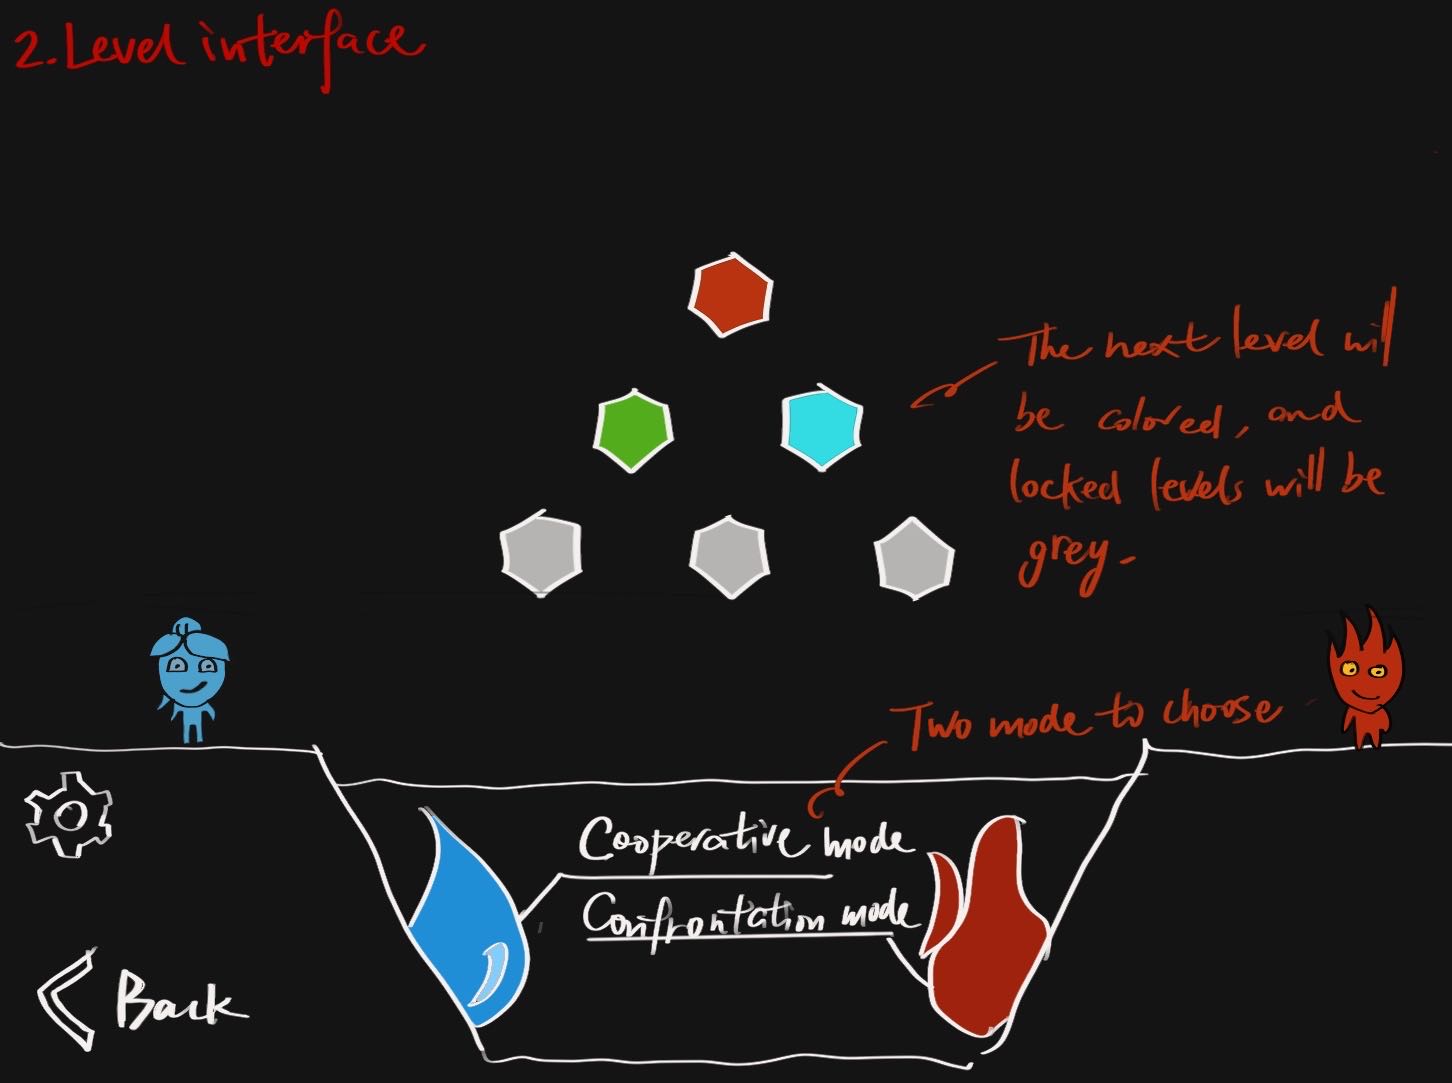 2. Level interface
The next level will
be colored, and
locked levels will be
grey.
Two mode to choose
Cooperative mode
Confrontation mode
Back